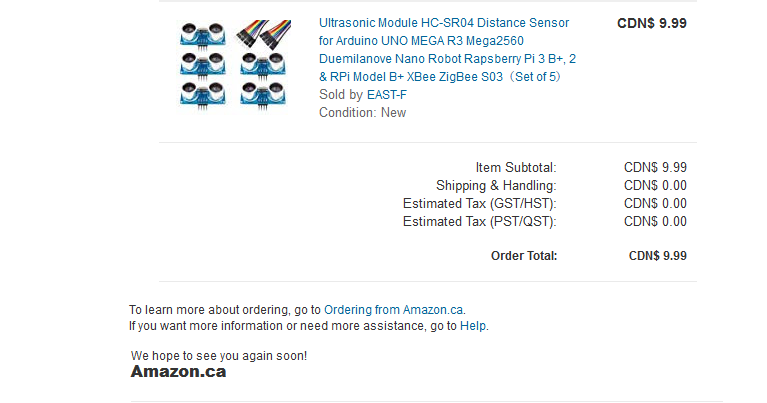 Ultrasonic Module HC-SR04 Distance Sensor CDN$ 9.99
for Arduino UNO MEGA R3 Mega2560
Duemilanove Nano Robot Rapsberry Pi 3 B+, 2
& RPi Model B+ XBee ZigBee S03（Set of 5）
Sold by EAST-F
Condition: New
Item Subtotal: CDN$ 9.99
Shipping & Handling: CDN$ 0.00
Estimated Tax (GST/HST): CDN$ 0.00
Estimated Tax (PST/QST): CDN$ 0.00
Order Total: CDN$ 9.99
To learn more about ordering, go to Ordering from Amazon.ca.
If you want more information or need more assistance, go to Help.
We hope to see you again soon!
Amazon.ca